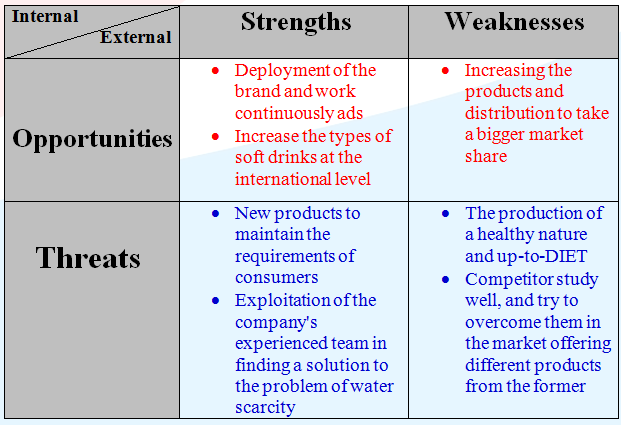 Internal
External
Strengths
Weaknesses
Opportunities
• Deployment of the
brand and work
continuously ads
• Increase the types of
soft drinks at the
international level
• Increasing the
products and
distribution to take
a bigger market
share
Threats
• New products to
maintain the
requirements of
consumers
• Exploitation of the
company's
experienced team in
finding a solution to
the problem of water
scarcity
• The production of
a healthy nature
and up-to-DIET
• Competitor study
well, and try to
overcome them in
the market offering
different products
from the former